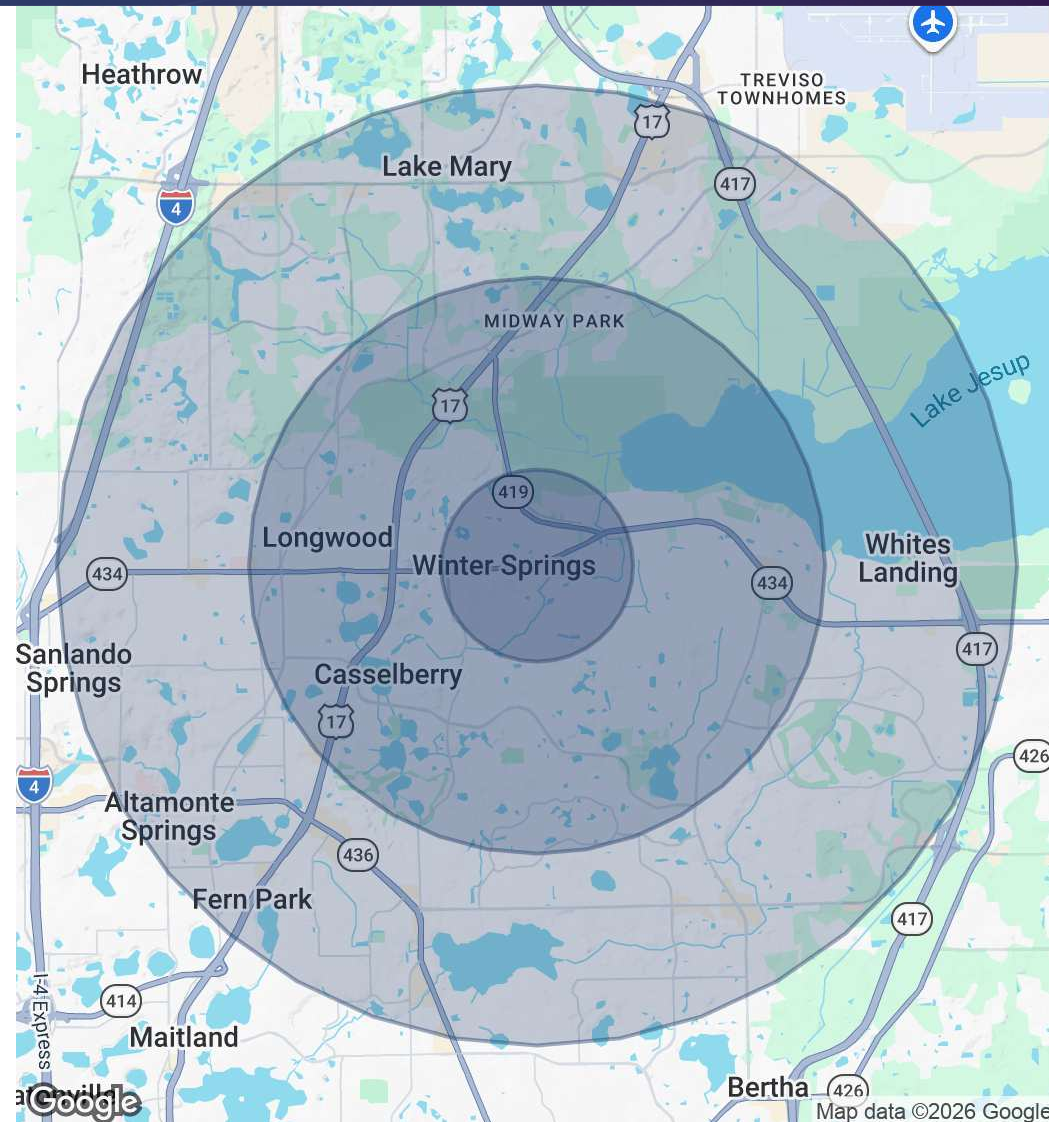 Heathrow
TREVISO
TOWNHOMES
17
Lake Mary
417
4
MIDWAY PARK
Lake Jesup
17
419
Longwood
Winter Springs
Whites
Landing
434
434
Sanlando
Springs
417
Casselberry
17
426
4
Altamonte
Springs
436
Fern Park
417
I-4 Express
414
Maitland
Bertha
426
Google
Map data ©2026 Google